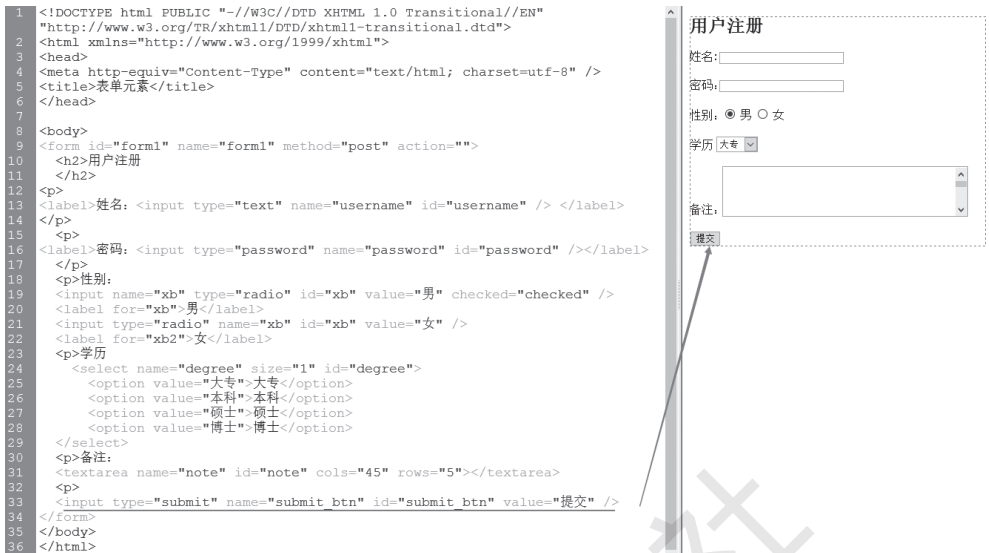 1 <!DOCTYPE html PUBLIC "-//W3C//DTD XHTML 1.0 Transitional//EN"
"http://www.w3.org/TR/xhtml1/DTD/xhtml1-transitional.dtd">
2 <html xmlns="http://www.w3.org/1999/xhtml">
3 <head>
4 <meta http-equiv="Content-Type" content="text/html; charset=utf-8" />
5 <title>表单元素</title>
6 </head>
7
8 <body>
9 <form id="form1" name="form1" method="post" action="">
10 <h2>用户注册
11 </h2>
12 <p>
13 <label>姓名: <input type="text" name="username" id="username" /> </label>
14 </p>
15 <p>
16 <label>密码: <input type="password" name="password" id="password" /></label>
17 </p>
18 <p>性别:
19 <input name="xb" type="radio" id="xb" value="男" checked="checked" />
20 <label for="xb">男</label>
21 <input type="radio" name="xb" id="xb" value="女" />
22 <label for="xb2">女</label>
23 <p>学历
24 <select name="degree" size="1" id="degree">
25 <option value="大专">大专</option>
26 <option value="本科">本科</option>
27 <option value="硕士">硕士</option>
28 <option value="博士">博士</option>
29 </select>
30 <p>备注:
31 <textarea name="note" id="note" cols="45" rows="5"></textarea>
32 <p>
33 <input type="submit" name="submit_btn" id="submit_btn" value="提交" />
34 </form>
35 </body>
36 </html>
用户注册
姓名:
密码:
性别: 男 女
学历 大专
备注:
提交
社